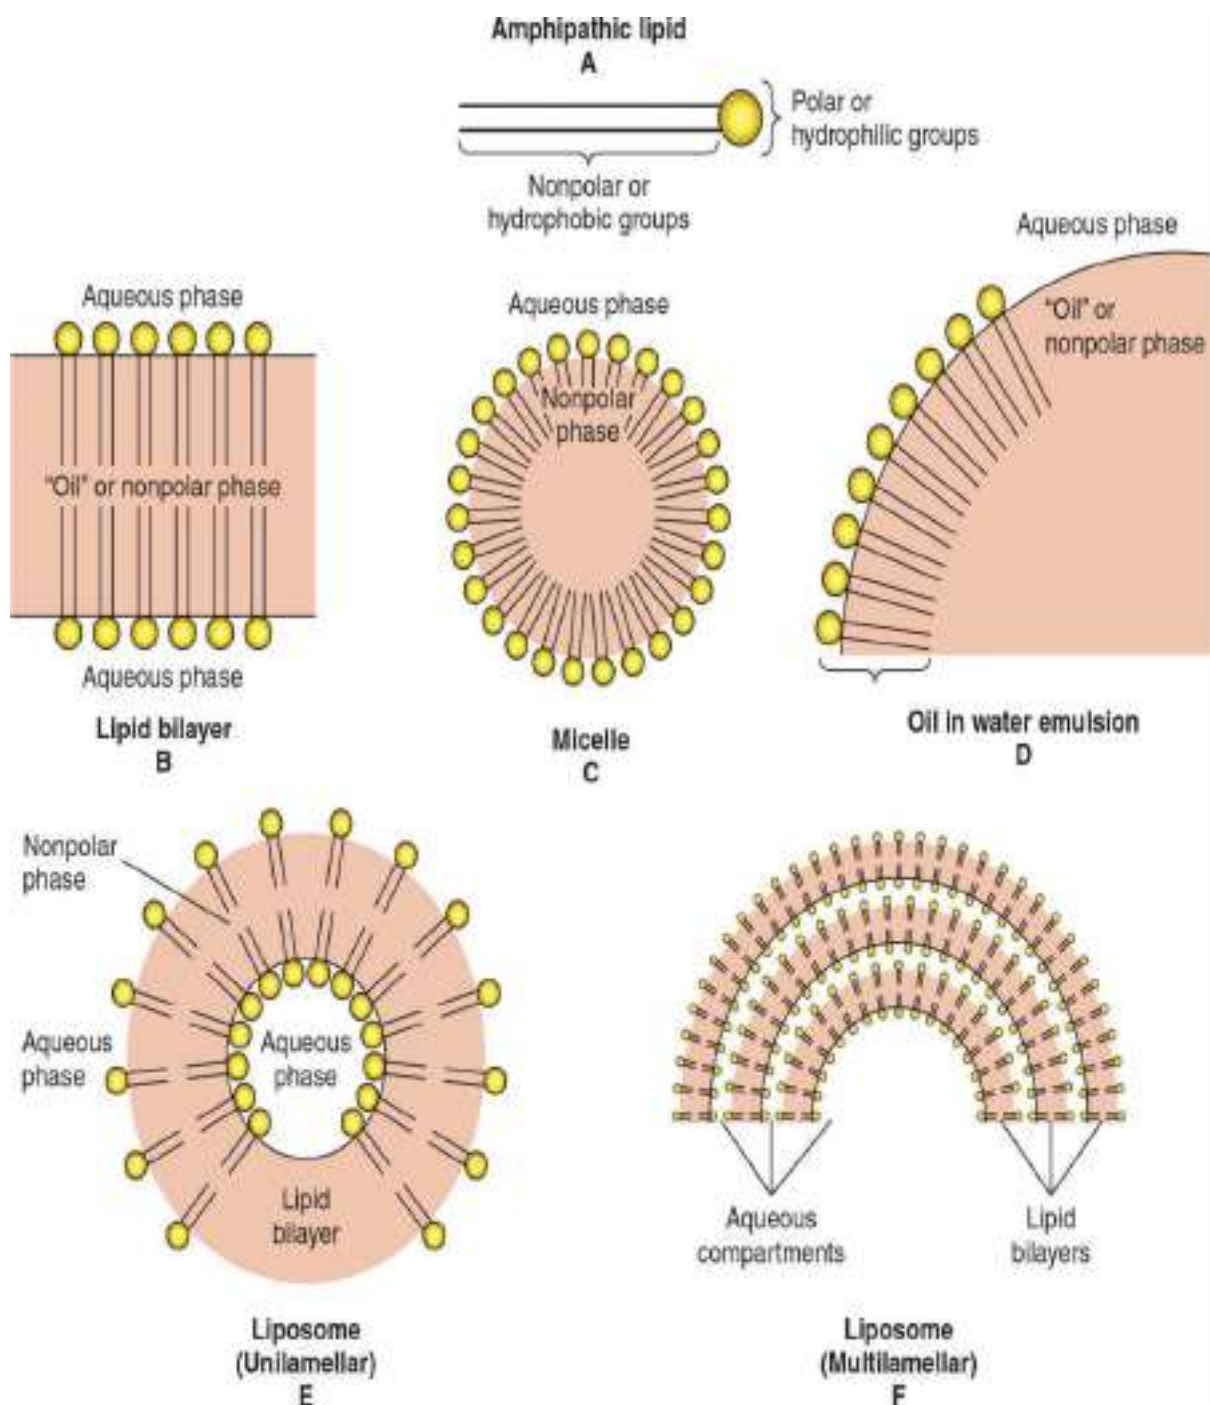 Amphipathic lipid
A
Polar or
hydrophilic groups
Nonpolar or
hydrophobic groups
Aqueous phase
"Oil" or nonpolar phase
Aqueous phase
Lipid bilayer
B
Aqueous phase
Nonpolar
phase
Micelle
C
Aqueous phase
"Oil" or
nonpolar phase
Oil in water emulsion
D
Nonpolar
phase
Aqueous
phase
Aqueous
phase
Lipid
bilayer
Liposome
(Unilamellar)
E
Aqueous
compartments
Lipid
bilayers
Liposome
(Multilamellar)
F